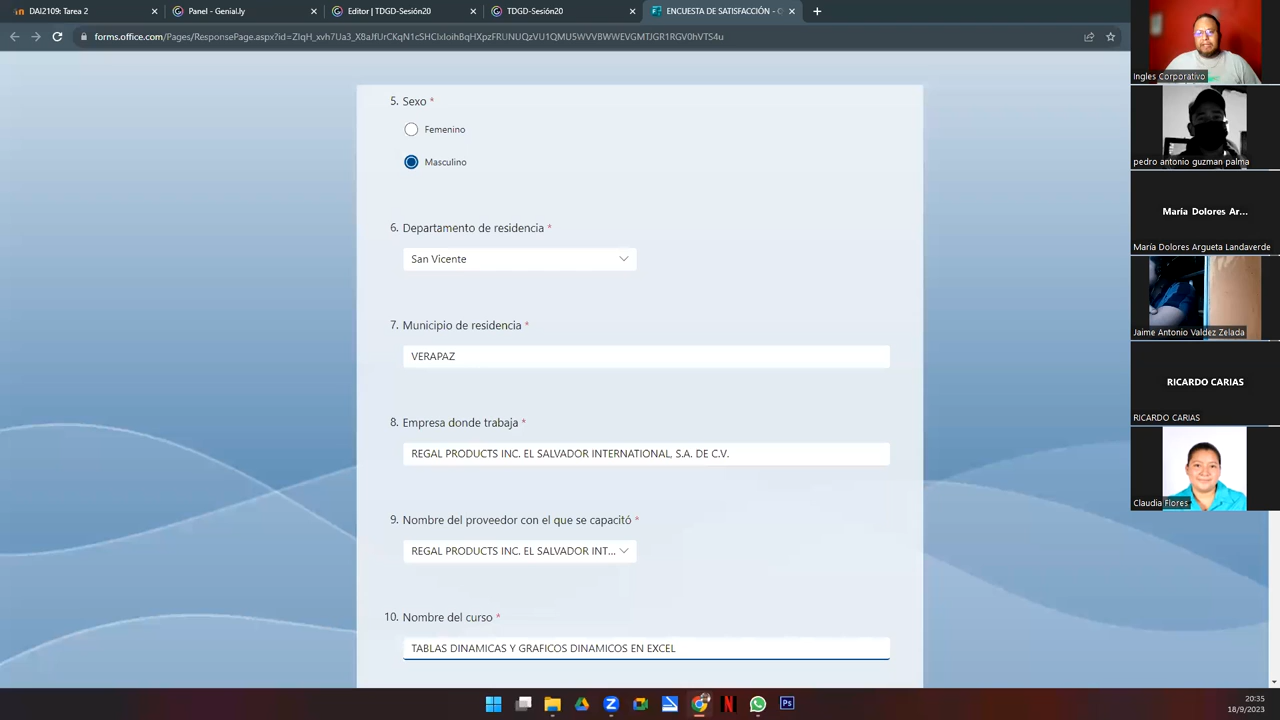 DAI2109: Tarea 2
Panel - Genial.ly
Editor | TDGD-Sesión20
TDGD-Sesión20
ENCUESTA DE SATISFACCIÓN -
forms.office.com/Pages/ResponsePage.aspx?id=ZIqH_xvh7Ua3_X8aJfUrCKqN1cSHCIxIoihBqHXpzFRUNUQzVU1QMU5WVVBWWEVGMTJGR1RGV0hVTS4u
5. Sexo *
Femenino
Masculino
6. Departamento de residencia *
San Vicente
7. Municipio de residencia *
VERAPAZ
8. Empresa donde trabaja *
REGAL PRODUCTS INC. EL SALVADOR INTERNATIONAL, S.A. DE C.V.
9. Nombre del proveedor con el que se capacitó *
REGAL PRODUCTS INC. EL SALVADOR INT...
10. Nombre del curso *
TABLAS DINAMICAS Y GRAFICOS DINAMICOS EN EXCEL
Ingles Corporativo
pedro antonio guzman palma
María Dolores Ar...
María Dolores Argueta Landaverde
Jaime Antonio Valdez Zelada
RICARDO CARIAS
RICARDO CARIAS
Claudia Flores
20:35
18/9/2023